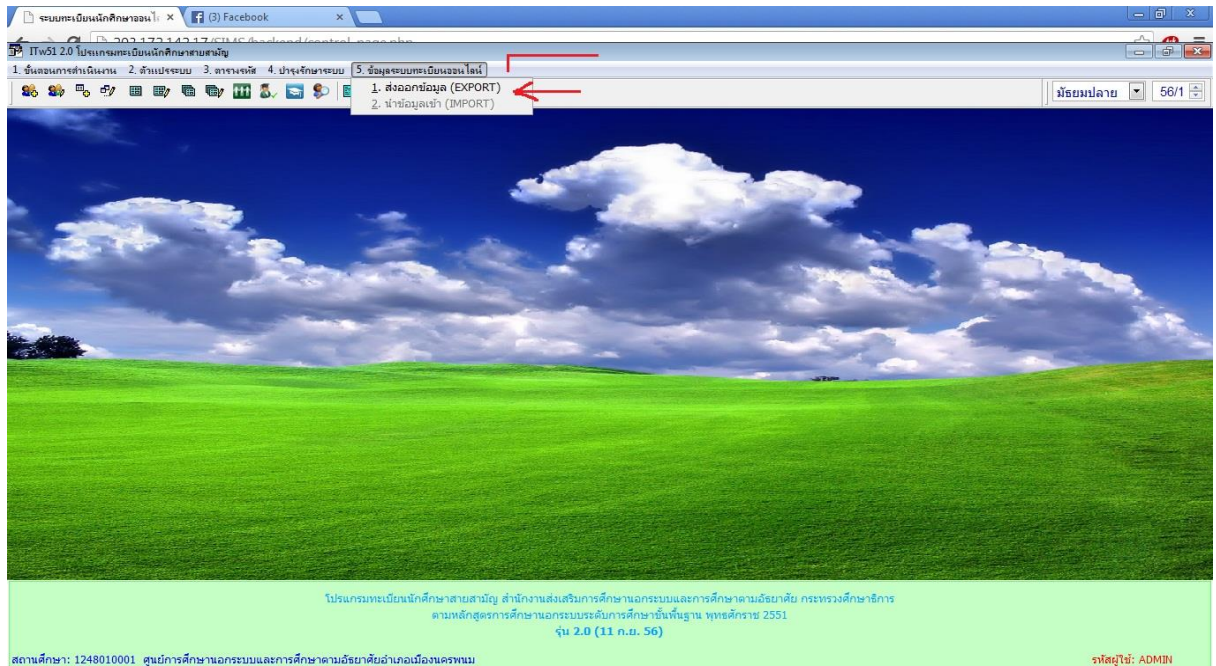 ระบบทะเบียนนักศึกษาออนไ
(3) Facebook
ITw51 2.0 โปรแกรมทะเบียนนักศึกษาสายสามัญ
1. ขั้นตอนการดำเนินงาน 2. ตัวแปรระบบ 3. ตารางรหัส 4. บำรุงรักษาระบบ 5. ข้อมูลระบบทะเบียนออนไลน์
1. ส่งออกข้อมูล (EXPORT)
2. นำข้อมูลเข้า (IMPORT)
มัธยมปลาย 56/1
โปรแกรมทะเบียนนักศึกษาสายสามัญ สำนักงานส่งเสริมการศึกษานอกระบบและการศึกษาตามอัธยาศัย กระทรวงศึกษาธิการ
ตามหลักสูตรการศึกษานอกระบบระดับการศึกษาขั้นพื้นฐาน พุทธศักราช 2551
รุ่น 2.0 (11 ก.ย. 56)
สถานศึกษา: 1248010001 ศูนย์การศึกษานอกระบบและการศึกษาตามอัธยาศัยอำเภอเมืองนครพนม
รหัสผู้ใช้: ADMIN